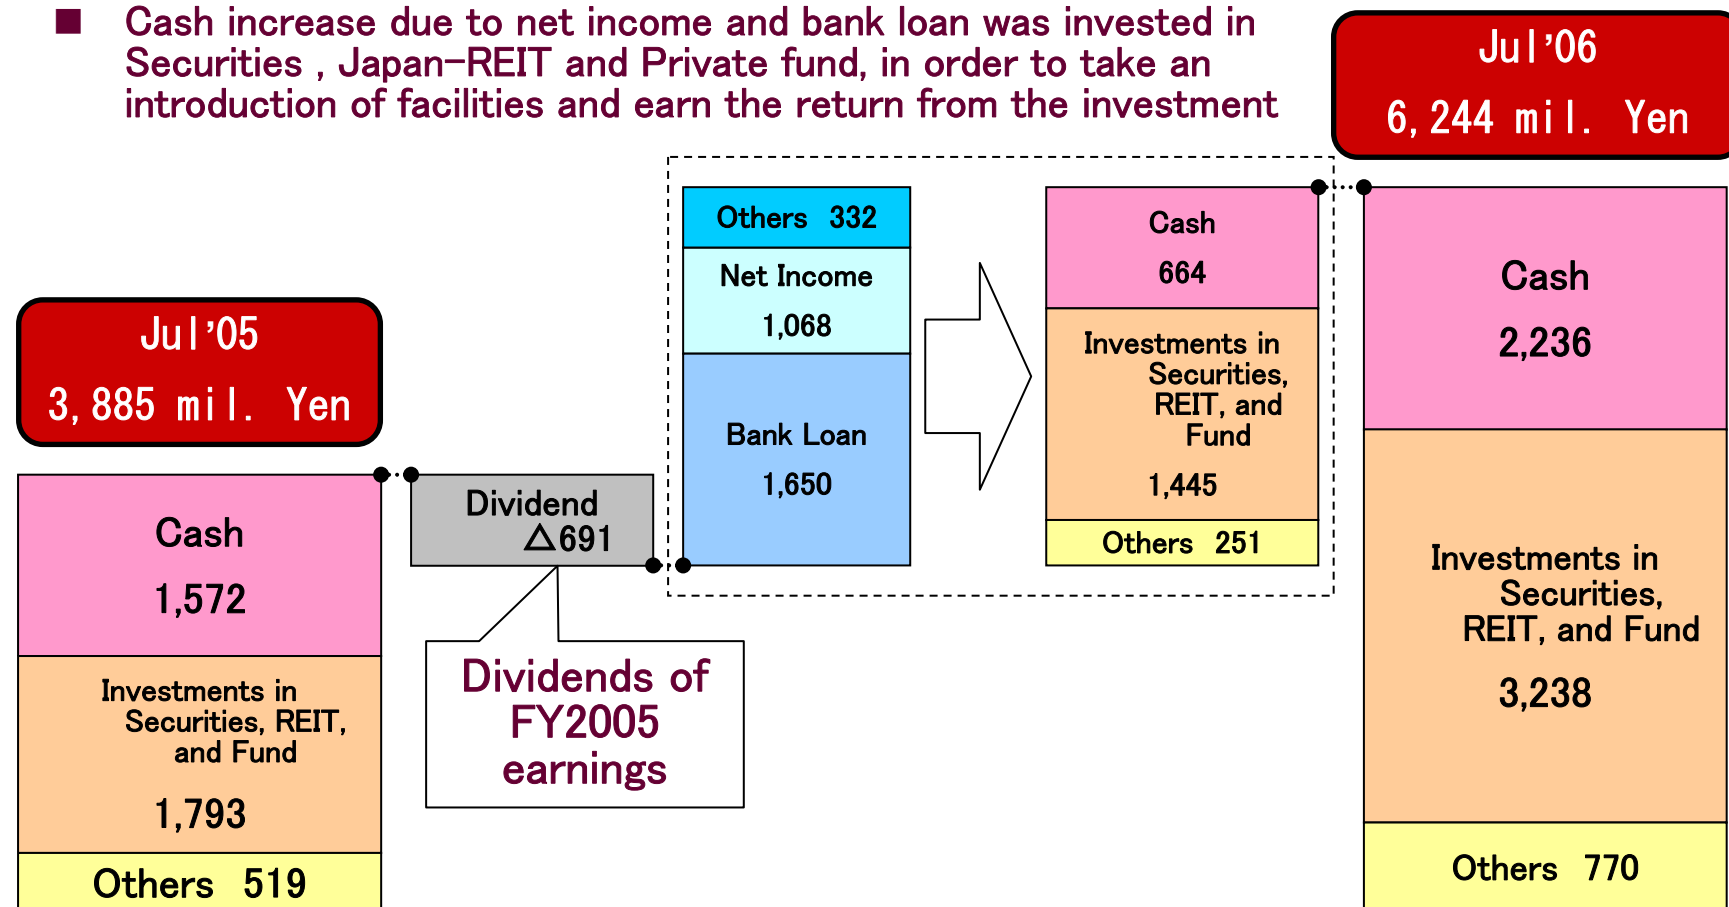 ■ Cash increase due to net income and bank loan was invested in
Securities , Japan-REIT and Private fund, in order to take an
introduction of facilities and earn the return from the investment
Jul'06
6,244 mil. Yen
Others 332
Net Income
1,068
Bank Loan
1,650
Cash
664
Investments in
Securities,
REIT, and
Fund
1,445
Others 251
Cash
2,236
Investments in
Securities,
REIT, and Fund
3,238
Others 770
Jul'05
3,885 mil. Yen
Cash
1,572
Investments in
Securities, REIT,
and Fund
1,793
Others 519
Dividend
△691
Dividends of
FY2005
earnings